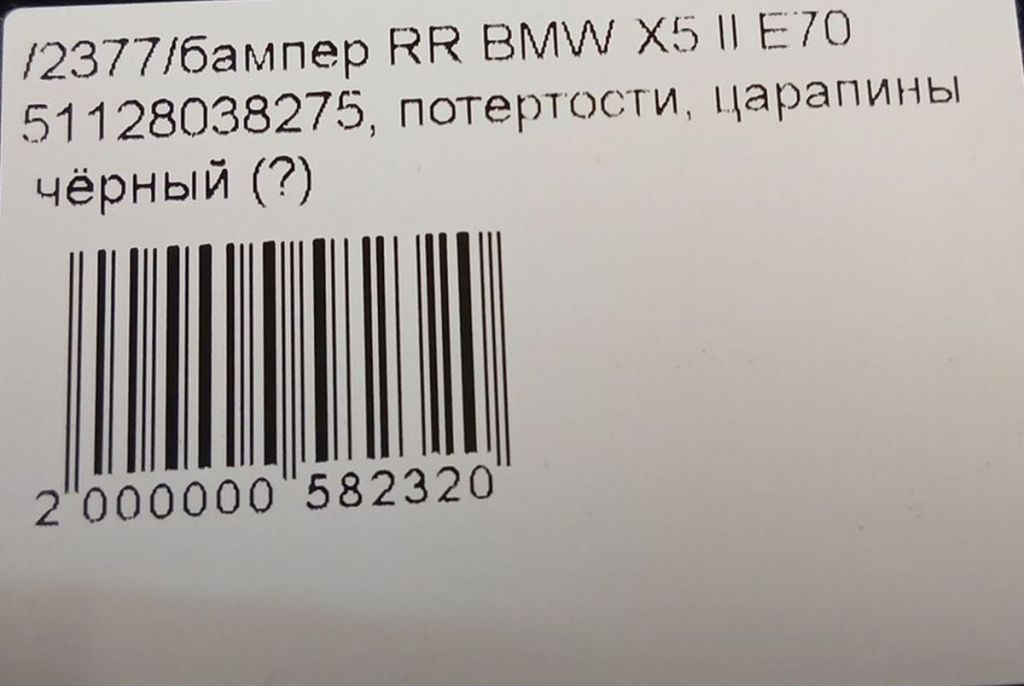 /2377/бампер RR BMW X5 II E70
51128038275, потертости, царапины
чёрный (?)
2 000000 582320